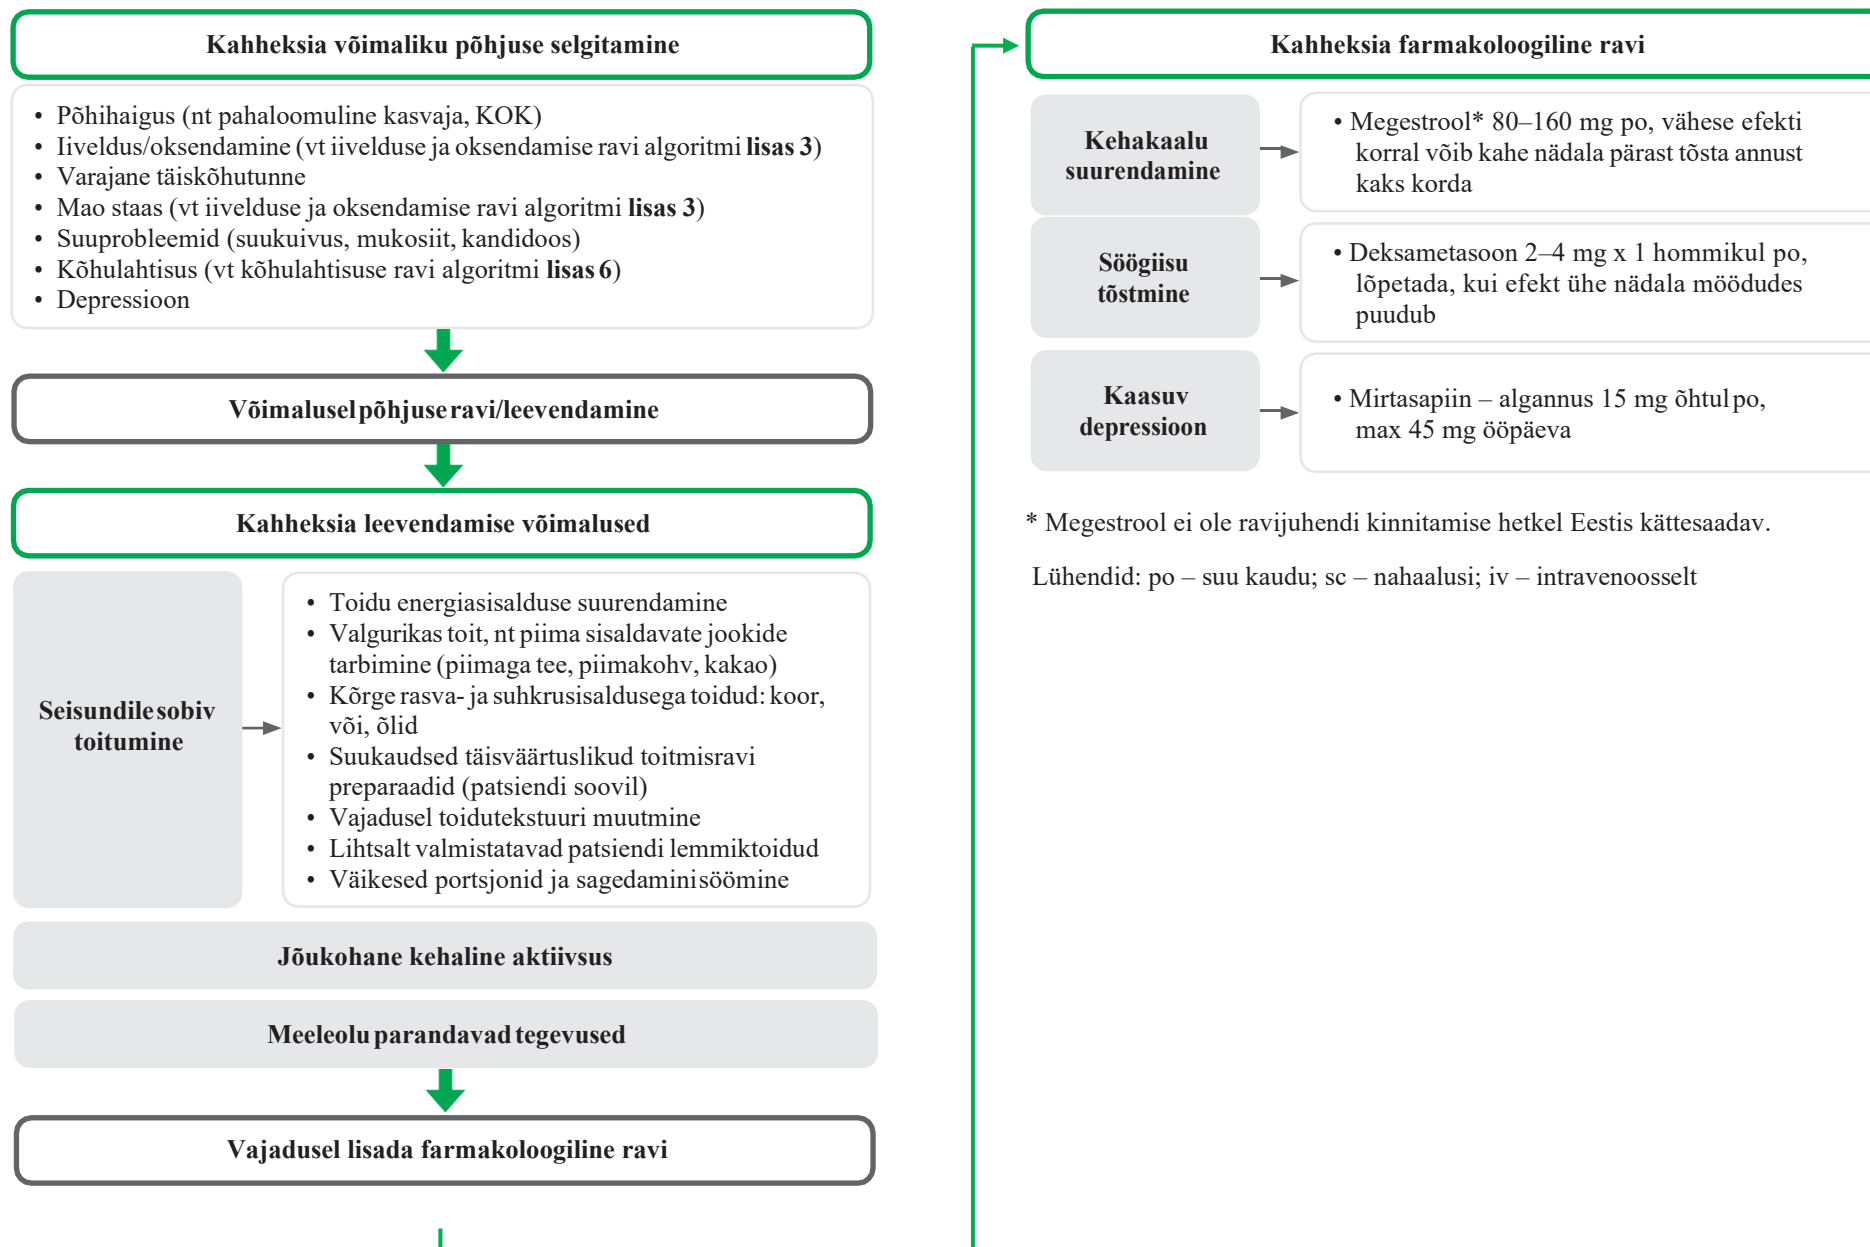 Kahheksia võimaliku põhjuse selgitamine
• Põhihaigus (nt pahaloomuline kasvaja, KOK)
• Iiveldus/oksendamine (vt iivelduse ja oksendamise ravi algoritmi lisas 3)
• Varajane täiskõhutunne
• Mao staas (vt iivelduse ja oksendamise ravi algoritmi lisas 3)
• Suuprobleemid (suukuivus, mukosiit, kandidoos)
• Kõhulahtisus (vt kõhulahtisuse ravi algoritmi lisas 6)
• Depressioon
Võimalusel põhjuse ravi/leevendamine
Kahheksia leevendamise võimalused
Seisundile sobiv
toitumine
• Toidu energiasisalduse suurendamine
• Valgurikas toit, nt piima sisaldavate jookide
tarbimine (piimaga tee, piimakohv, kakao)
• Kõrge rasva- ja suhkrusisaldusega toidud: koor,
või, õlid
• Suukaudsed täisväärtuslikud toitmisravi
preparaadid (patsiendi soovil)
• Vajadusel toidutekstuuri muutmine
• Lihtsalt valmistatavad patsiendi lemmiktoidud
• Väikesed portsjonid ja sagedamini söömine
Jõukohane kehaline aktiivsus
Meeleolu parandavad tegevused
Vajadusel lisada farmakoloogiline ravi
Kahheksia farmakoloogiline ravi
Kehakaalu
suurendamine
• Megestrool* 80–160 mg po, vähese efekti
korral võib kahe nädala pärast tõsta annust
kaks korda
Söögiisu
tõstmine
• Deksametasoon 2–4 mg x 1 hommikul po,
lõpetada, kui efekt ühe nädala möödudes
puudub
Kaasuv
depressioon
• Mirtasapiin – algannus 15 mg õhtul po,
max 45 mg ööpäeva
* Megestrool ei ole ravijuhendi kinnitamise hetkel Eestis kättesaadav.
Lühendid: po – suu kaudu; sc – nahaalusi; iv – intravenoosselt